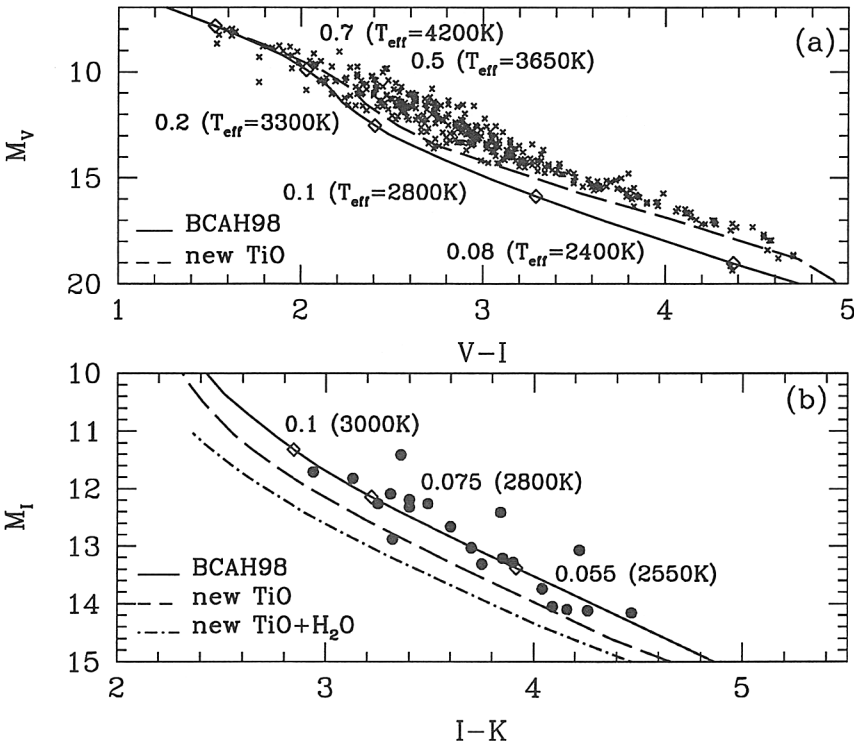 (a)
0.7 (T_eff=4200K)
0.5 (T_eff=3650K)
10
0.2 (T_eff=3300K)
M_V
15
0.1 (T_eff=2800K)
BCAH98
0.08 (T_eff=2400K)
new TiO
20
1 2 3 4 5
V-I
10
(b)
0.1 (3000K)
11
0.075 (2800K)
12
M_I
13
0.055 (2550K)
BCAH98
14
new TiO
new TiO+H₂O
15
2 3 4 5
I-K